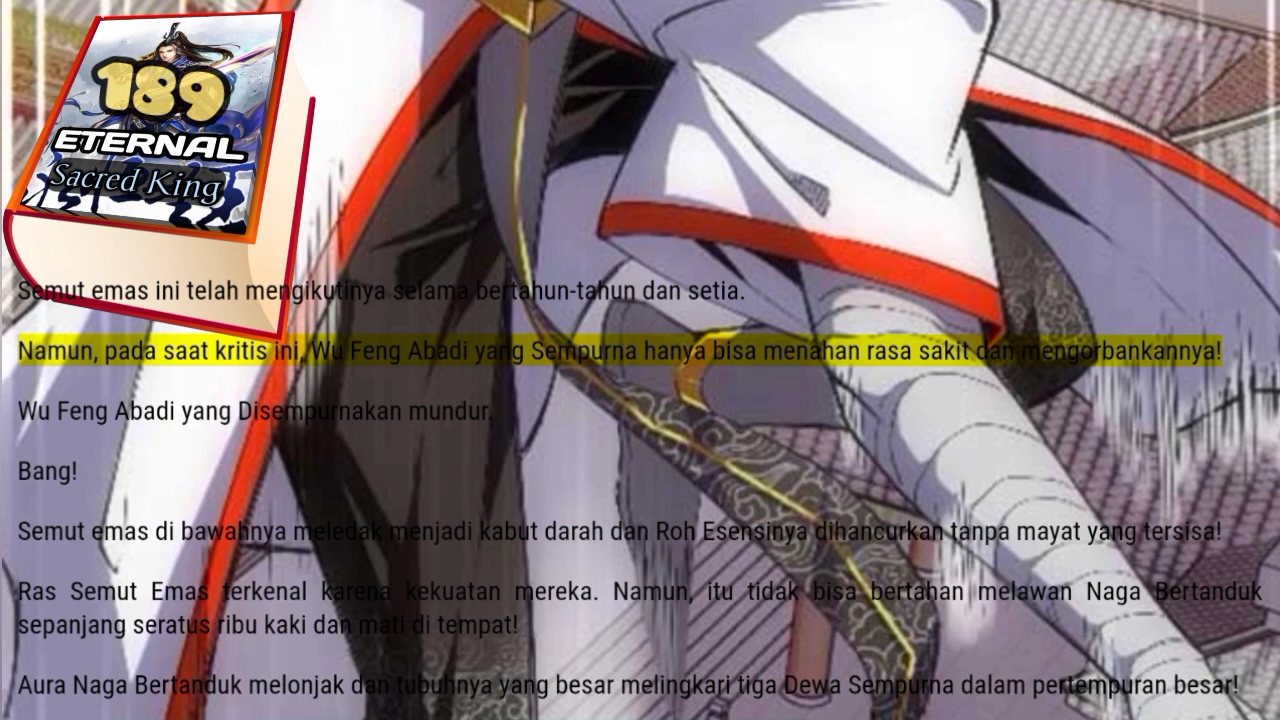 189
ETERNAL
Sacred King
Semut emas ini telah mengikutinya selama bertahun-tahun dan setia.
Namun, pada saat kritis ini, Wu Feng Abadi yang Sempurna hanya bisa menahan rasa sakit dan mengorbankannya!
Wu Feng Abadi yang Disempurnakan mundur.
Bang!
Semut emas di bawahnya meledak menjadi kabut darah dan Roh Esensinya dihancurkan tanpa mayat yang tersisa!
Ras Semut Emas terkenal karena kekuatan mereka. Namun, itu tidak bisa bertahan melawan Naga Bertanduk
sepanjang seratus ribu kaki dan mati di tempat!
Aura Naga Bertanduk melonjak dan tubuhnya yang besar melingkari tiga Dewa Sempurna dalam pertempuran besar!